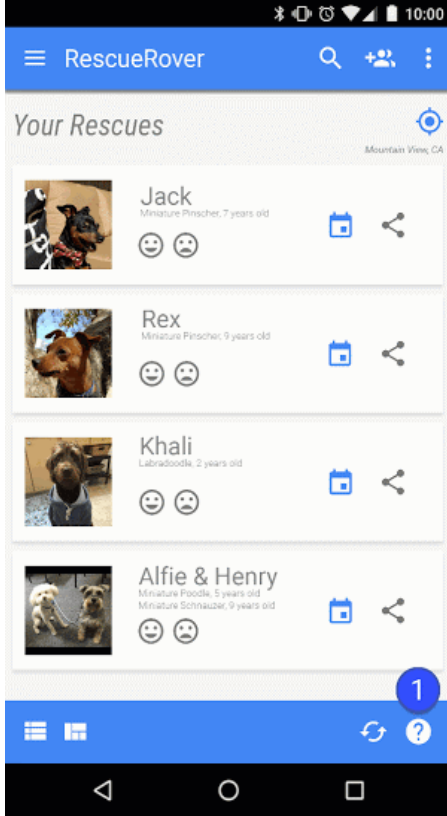 10:00
RescueRover
Your Rescues
Mountain View, CA
Jack
Miniature Pinscher, 7 years old
Rex
Miniature Pinscher, 9 years old
Khali
Labradoodle, 2 years old
Alfie & Henry
Miniature Poodle, 5 years old
Miniature Schnauzer, 9 years old
1
?